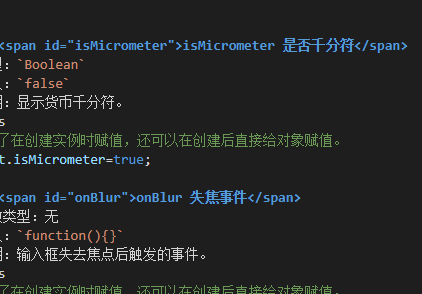 <span id="isMicrometer">isMicrometer 是否千分符</span>
：`Boolean`
：`false`
：显示货币千分符。
s
了在创建实例时赋值，还可以在创建后直接给对象赋值。
t.isMicrometer=true;
<span id="onBlur">onBlur 失焦事件</span>
类型：无
：`function(){}`
：输入框失去焦点后触发的事件。
s
了在创建实例时赋值，还可以在创建后直接给对象赋值。